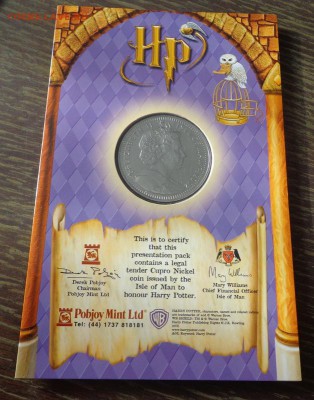 HP
This is to certify
that this
presentation pack
contains a legal
tender Cupro Nickel
coin issued by the
Isle of Man to
honour Harry Potter.
Derek Pobjoy
Chairman
Pobjoy Mint Ltd
Mary Williams
Chief Financial Officer
Isle of Man
Pobjoy Mint Ltd
Tel: (44) 1737 818181
WB